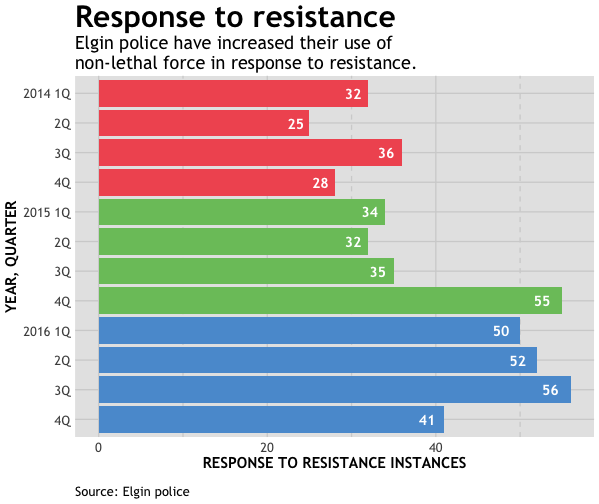 Response to resistance
Elgin police have increased their use of
non-lethal force in response to resistance.
YEAR, QUARTER
2014 1Q 32
2Q 25
3Q 36
4Q 28
2015 1Q 34
2Q 32
3Q 35
4Q 55
2016 1Q 50
2Q 52
3Q 56
4Q 41
0 20 40
RESPONSE TO RESISTANCE INSTANCES
Source: Elgin police